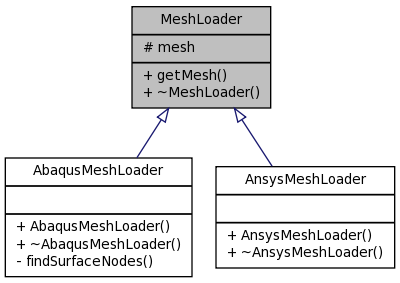 MeshLoader
# mesh
+ getMesh()
+ ~MeshLoader()
AbaqusMeshLoader
+ AbaqusMeshLoader()
+ ~AbaqusMeshLoader()
- findSurfaceNodes()
AnsysMeshLoader
+ AnsysMeshLoader()
+ ~AnsysMeshLoader()